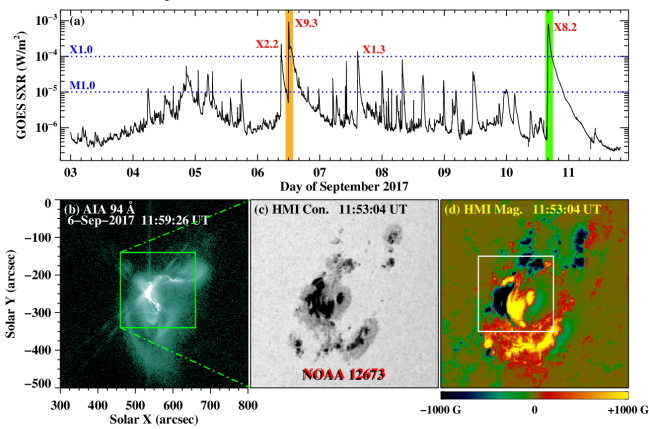 (a)
X9.3
X2.2
X1.3
X8.2
X1.0
M1.0
GOES SXR (W/m²)
10⁻³
10⁻⁴
10⁻⁵
10⁻⁶
03 04 05 06 07 08 09 10 11
Day of September 2017
(b) AIA 94 Å
6-Sep-2017 11:59:26 UT
(c) HMI Con. 11:53:04 UT
(d) HMI Mag. 11:53:04 UT
Solar Y (arcsec)
0
-100
-200
-300
-400
-500
NOAA 12673
300 400 500 600 700 800
Solar X (arcsec)
-1000 G 0 +1000 G